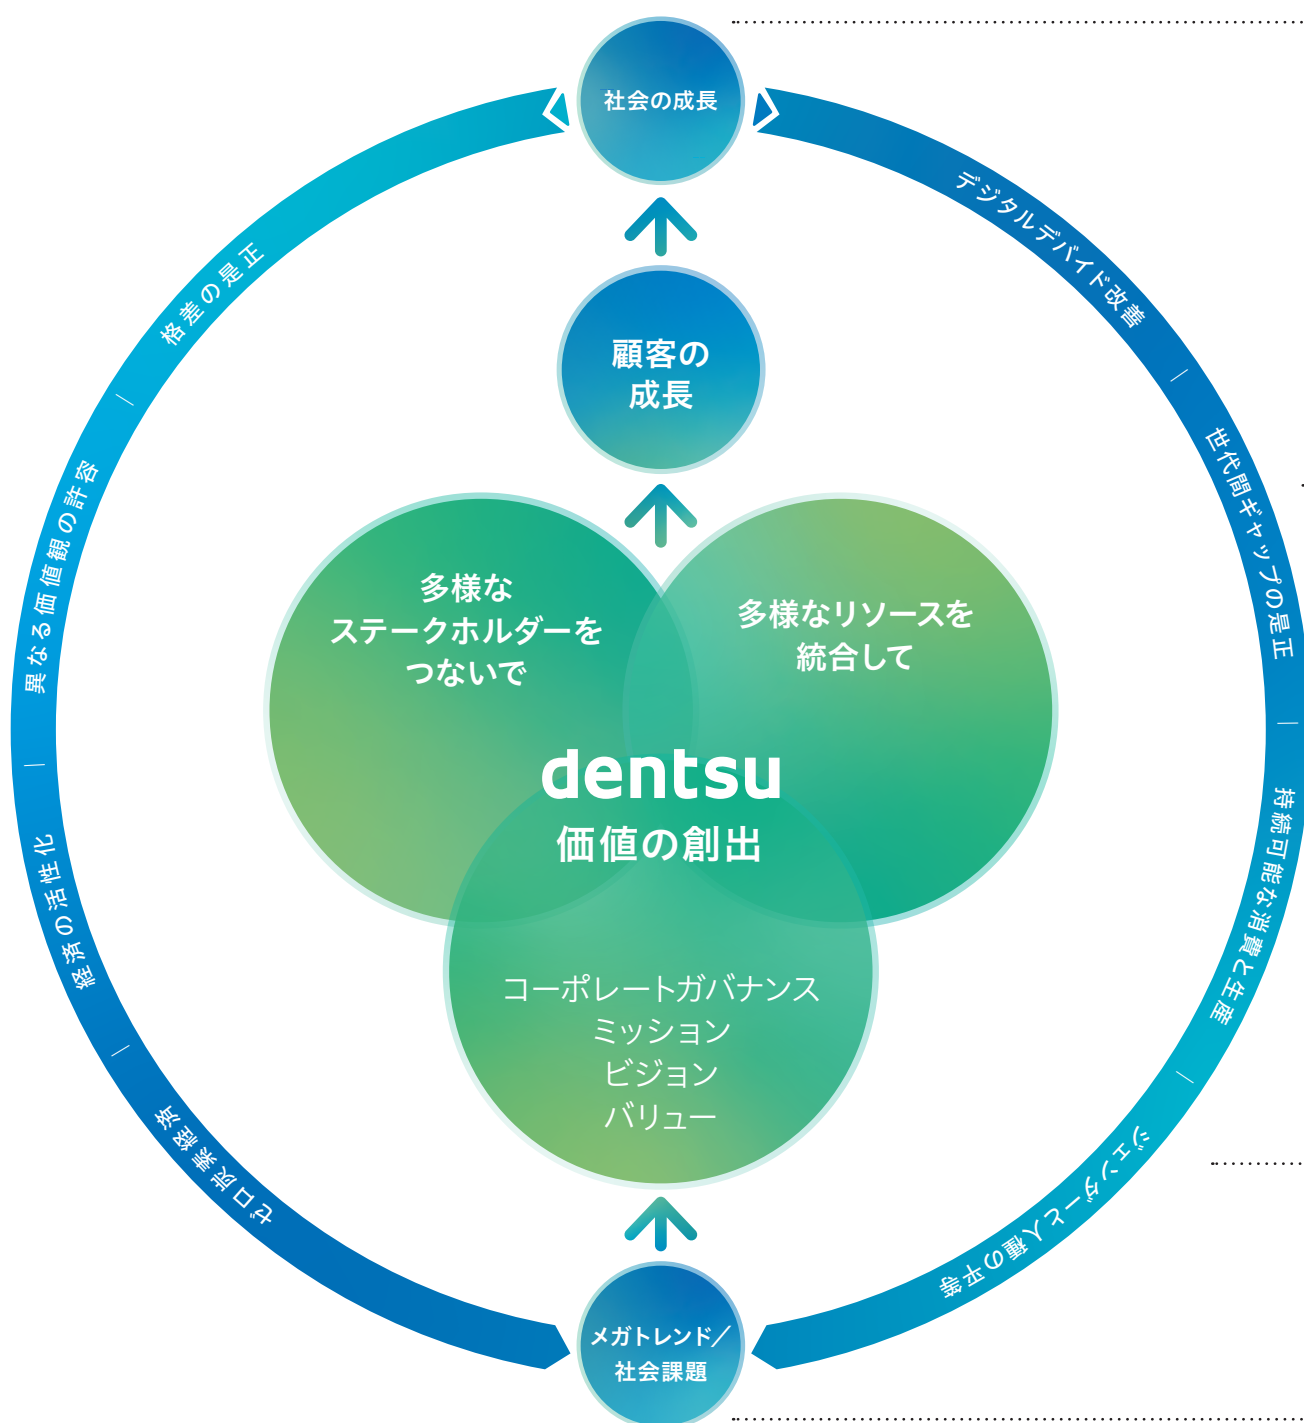 社会の成長
顧客の
成長
多様な
ステークホルダーを
つないで
多様なリソースを
統合して
dentsu
価値の創出
コーポレートガバナンス
ミッション
ビジョン
バリュー
メガトレンド／
社会課題
デジタルデバイド改善
世代間ギャップの是正
持続可能な消費と生産
ジェンダーと人種の平等
ゼロ炭素経済
経済の活性化
異なる価値観の許容
格差の是正